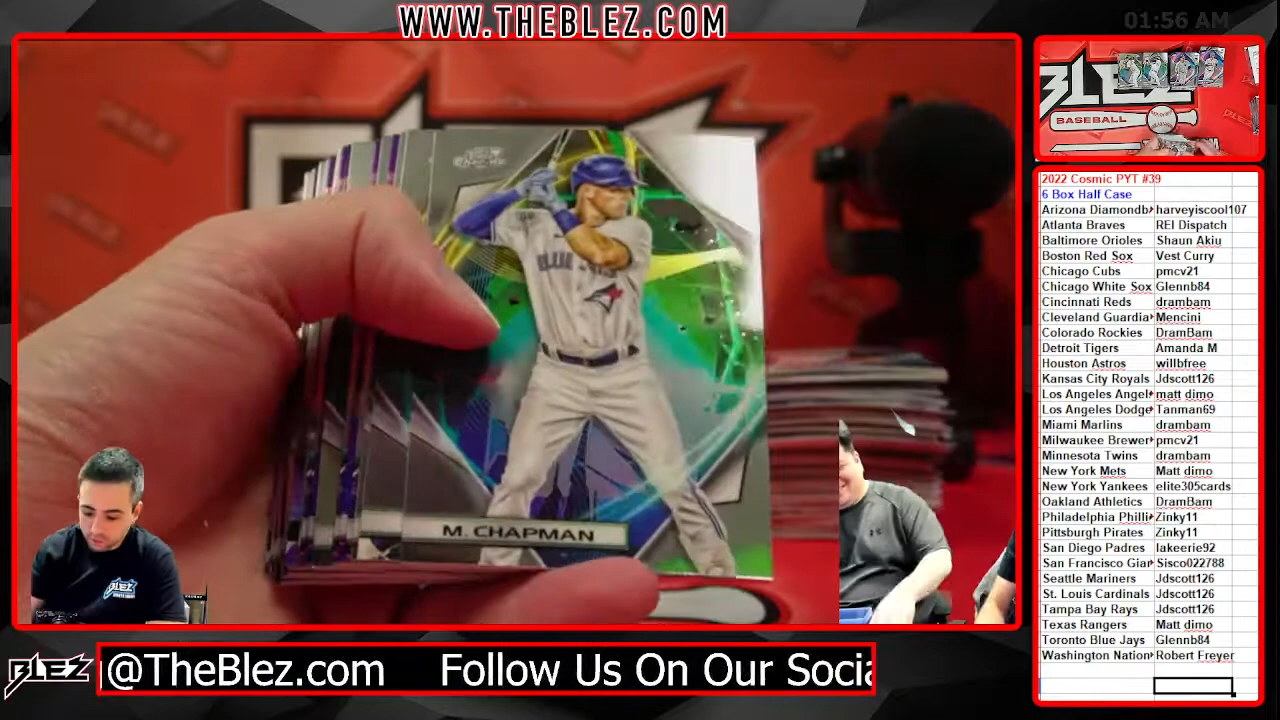 WWW.THEBLEZ.COM
01:56 AM
BLEZ
BASEBALL
M. CHAPMAN
BLEZ
2022 Cosmic PYT #39
6 Box Half Case
Arizona Diamondb harveyiscool107
Atlanta Braves REI Dispatch
Baltimore Orioles Shaun Akiu
Boston Red Sox Vest Curry
Chicago Cubs pmcv21
Chicago White Sox Glennb84
Cincinnati Reds drambam
Cleveland Guardia Mencini
Colorado Rockies DramBam
Detroit Tigers Amanda M
Houston Astros willbfree
Kansas City Royals Jdscott126
Los Angeles Angel matt dimo
Los Angeles Dodge Tanman69
Miami Marlins drambam
Milwaukee Brewer pmcv21
Minnesota Twins drambam
New York Mets Matt dimo
New York Yankees elite305cards
Oakland Athletics DramBam
Philadelphia Philli Zinky11
Pittsburgh Pirates Zinky11
San Diego Padres lakeerie92
San Francisco Gian Sisco022788
Seattle Mariners Jdscott126
St. Louis Cardinals Jdscott126
Tampa Bay Rays Jdscott126
Texas Rangers Matt dimo
Toronto Blue Jays Glennb84
Washington Nation Robert Freyer
BLEZ
@TheBlez.com Follow Us On Our Socia